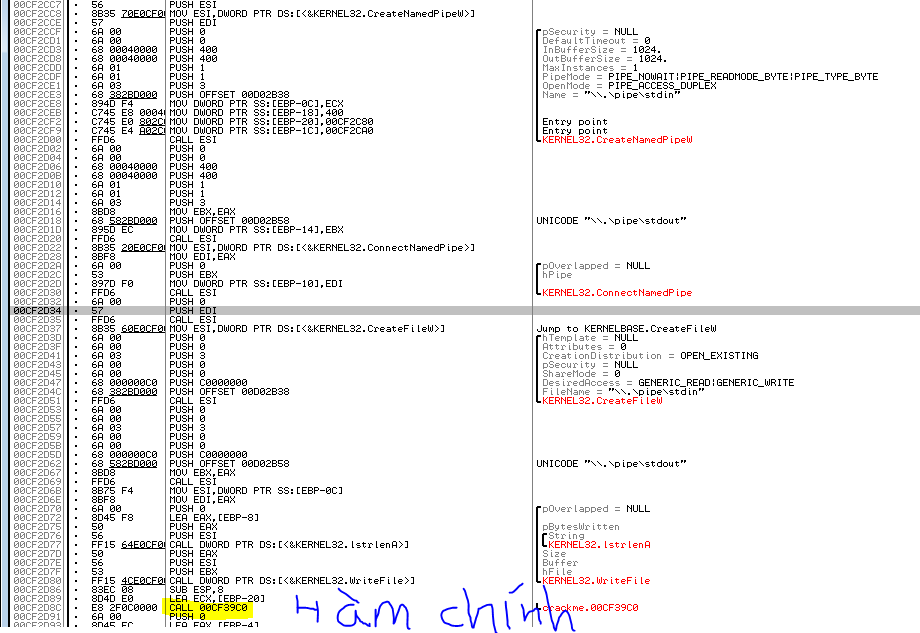 00CF2CC7 · 56 PUSH ESI
00CF2CC8 · 8B35 70E0CF0 MOV ESI,DWORD PTR DS:[<&KERNEL32.CreateNamedPipeW>]
00CF2CCE · 57 PUSH EDI
00CF2CCF · 6A 00 PUSH 0 pSecurity = NULL
00CF2CD1 · 6A 00 PUSH 0 DefaultTimeout = 0
00CF2CD3 · 68 00040000 PUSH 400 InBufferSize = 1024.
00CF2CD8 · 68 00040000 PUSH 400 OutBufferSize = 1024.
00CF2CDD · 6A 01 PUSH 1 MaxInstances = 1
00CF2CDF · 6A 01 PUSH 1 PipeMode = PIPE_NOWAIT|PIPE_READMODE_BYTE|PIPE_TYPE_BYTE
00CF2CE1 · 6A 03 PUSH 3 OpenMode = PIPE_ACCESS_DUPLEX
00CF2CE3 · 68 382BD000 PUSH OFFSET 00D02B38 Name = "\\.\pipe\stdin"
00CF2CE8 · 894D F4 MOV DWORD PTR SS:[EBP-0C],ECX
00CF2CEB · C745 E8 0004 MOV DWORD PTR SS:[EBP-18],400
00CF2CF2 · C745 E0 802C MOV DWORD PTR SS:[EBP-20],00CF2C80 Entry point
00CF2CF9 · C745 E4 A02C MOV DWORD PTR SS:[EBP-1C],00CF2CA0 Entry point
00CF2D00 · FFD6 CALL ESI KERNEL32.CreateNamedPipeW
00CF2D02 · 6A 00 PUSH 0
00CF2D04 · 6A 00 PUSH 0
00CF2D06 · 68 00040000 PUSH 400
00CF2D0B · 68 00040000 PUSH 400
00CF2D10 · 6A 01 PUSH 1
00CF2D12 · 6A 01 PUSH 1
00CF2D14 · 6A 03 PUSH 3
00CF2D16 · 8BD8 MOV EBX,EAX
00CF2D18 · 68 582BD000 PUSH OFFSET 00D02B58 UNICODE "\\.\pipe\stdout"
00CF2D1D · 895D EC MOV DWORD PTR SS:[EBP-14],EBX
00CF2D20 · FFD6 CALL ESI
00CF2D22 · 8B35 20E0CF0 MOV ESI,DWORD PTR DS:[<&KERNEL32.ConnectNamedPipe>]
00CF2D28 · 8BF8 MOV EDI,EAX
00CF2D2A · 6A 00 PUSH 0 pOverlapped = NULL
00CF2D2C · 53 PUSH EBX hPipe
00CF2D2D · 897D F0 MOV DWORD PTR SS:[EBP-10],EDI
00CF2D30 · FFD6 CALL ESI KERNEL32.ConnectNamedPipe
00CF2D32 · 6A 00 PUSH 0
00CF2D34 · 57 PUSH EDI
00CF2D35 · FFD6 CALL ESI
00CF2D37 · 8B35 60E0CF0 MOV ESI,DWORD PTR DS:[<&KERNEL32.CreateFileW>] Jump to KERNELBASE.CreateFileW
00CF2D3D · 6A 00 PUSH 0 hTemplate = NULL
00CF2D3F · 6A 00 PUSH 0 Attributes = 0
00CF2D41 · 6A 03 PUSH 3 CreationDistribution = OPEN_EXISTING
00CF2D43 · 6A 00 PUSH 0 pSecurity = NULL
00CF2D45 · 6A 00 PUSH 0 ShareMode = 0
00CF2D47 · 68 000000C0 PUSH C0000000 DesiredAccess = GENERIC_READ|GENERIC_WRITE
00CF2D4C · 68 382BD000 PUSH OFFSET 00D02B38 FileName = "\\.\pipe\stdin"
00CF2D51 · FFD6 CALL ESI KERNEL32.CreateFileW
00CF2D53 · 6A 00 PUSH 0
00CF2D55 · 6A 00 PUSH 0
00CF2D57 · 6A 03 PUSH 3
00CF2D59 · 6A 00 PUSH 0
00CF2D5B · 6A 00 PUSH 0
00CF2D5D · 68 000000C0 PUSH C0000000
00CF2D62 · 68 582BD000 PUSH OFFSET 00D02B58 UNICODE "\\.\pipe\stdout"
00CF2D67 · 8BD8 MOV EBX,EAX
00CF2D69 · FFD6 CALL ESI
00CF2D6B · 8B75 F4 MOV ESI,DWORD PTR SS:[EBP-0C]
00CF2D6E · 8BF8 MOV EDI,EAX
00CF2D70 · 6A 00 PUSH 0 pOverlapped = NULL
00CF2D72 · 8D45 F8 LEA EAX,[EBP-8]
00CF2D75 · 50 PUSH EAX pBytesWritten
00CF2D76 · 56 PUSH ESI String
00CF2D77 · FF15 64E0CF0 CALL DWORD PTR DS:[<&KERNEL32.lstrlenA>] KERNEL32.lstrlenA
00CF2D7D · 50 PUSH EAX Size
00CF2D7E · 56 PUSH ESI Buffer
00CF2D7F · 53 PUSH EBX hFile
00CF2D80 · FF15 4CE0CF0 CALL DWORD PTR DS:[<&KERNEL32.WriteFile>] KERNEL32.WriteFile
00CF2D86 · 83EC 08 SUB ESP,8
00CF2D89 · 8D4D E0 LEA ECX,[EBP-20]
00CF2D8C · E8 2F0C0000 CALL 00CF39C0 crackme.00CF39C0
Hàm chính
00CF2D91 · 6A 00 PUSH 0
00CF2D93 · 8D45 FC LEA EAX,[EBP-4]